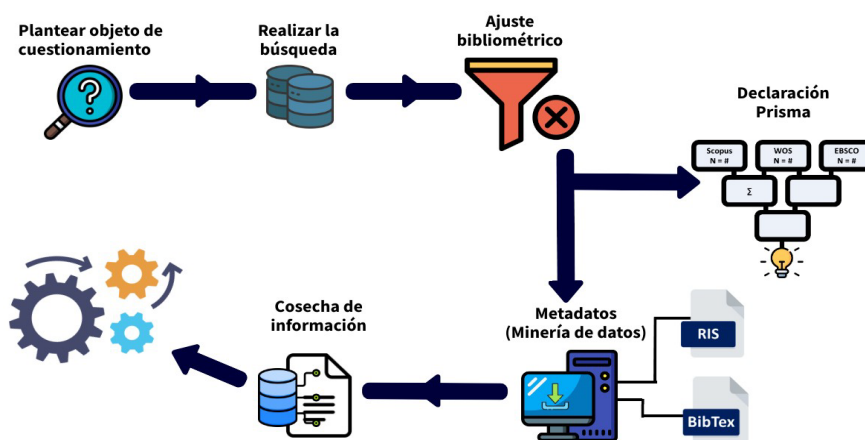 Plantear objeto de
cuestionamiento
?
Realizar la
búsqueda
Ajuste
bibliométrico
Declaración
Prisma
Scopus
N = #
WOS
N = #
EBSCO
N = #
Σ
Metadatos
(Minería de datos)
RIS
BibTex
Cosecha de
información